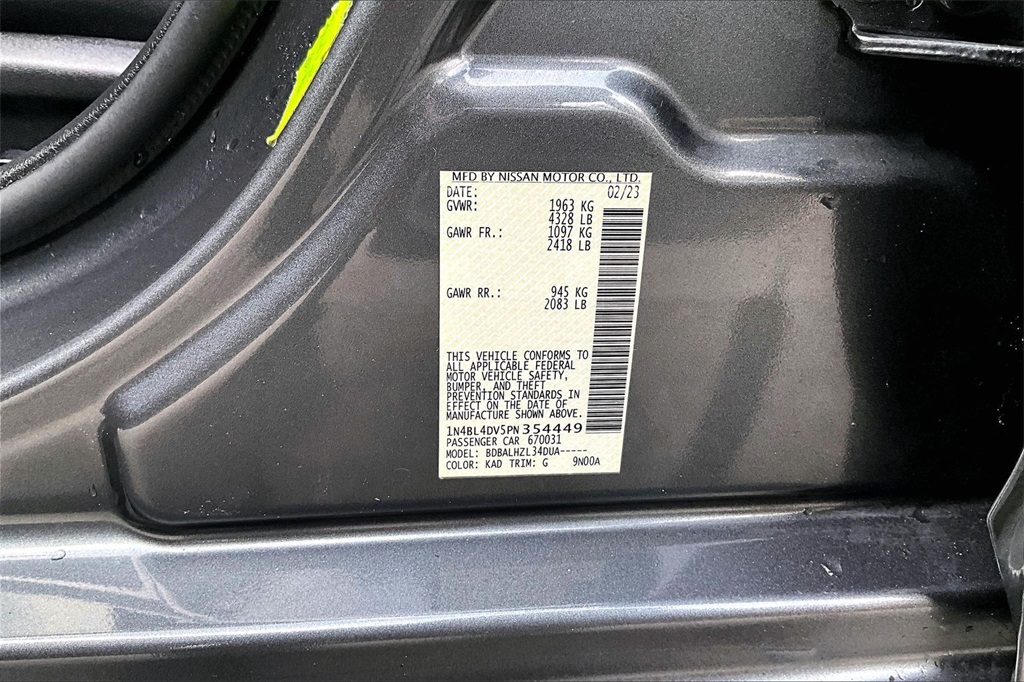 MFD BY NISSAN MOTOR CO., LTD.
DATE: 02/23
GVWR: 1963 KG
4328 LB
GAWR FR.: 1097 KG
2418 LB
GAWR RR.: 945 KG
2083 LB
THIS VEHICLE CONFORMS TO
ALL APPLICABLE FEDERAL
MOTOR VEHICLE SAFETY,
BUMPER, AND THEFT
PREVENTION STANDARDS IN
EFFECT ON THE DATE OF
MANUFACTURE SHOWN ABOVE.
1N4BL4DV5PN354449
PASSENGER CAR 670031
MODEL: BDBALHZL34DUA-----
COLOR: KAD TRIM: G 9N00A